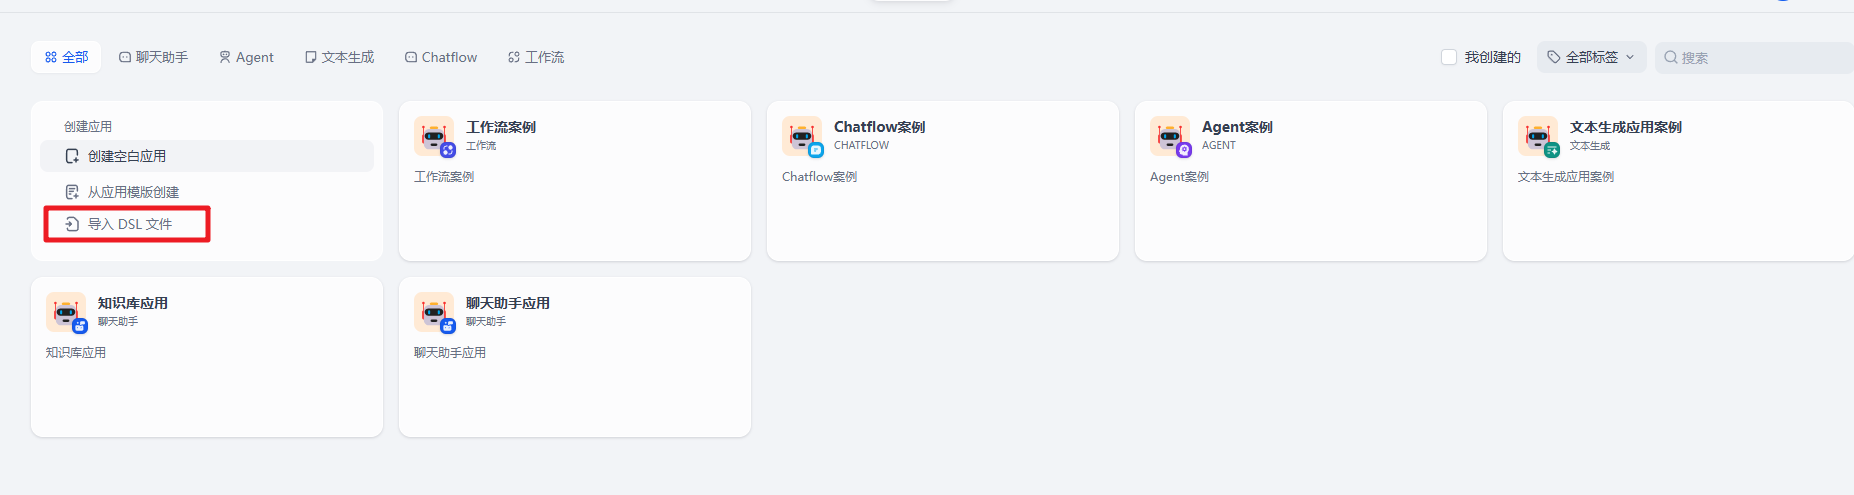 全部 聊天助手 Agent 文本生成 Chatflow 工作流 我创建的 全部标签 搜索
创建应用
创建空白应用
从应用模版创建
导入 DSL 文件
工作流案例
工作流
工作流案例
Chatflow案例
CHATFLOW
Chatflow案例
Agent案例
AGENT
Agent案例
文本生成应用案例
文本生成
文本生成应用案例
知识库应用
聊天助手
知识库应用
聊天助手应用
聊天助手
聊天助手应用